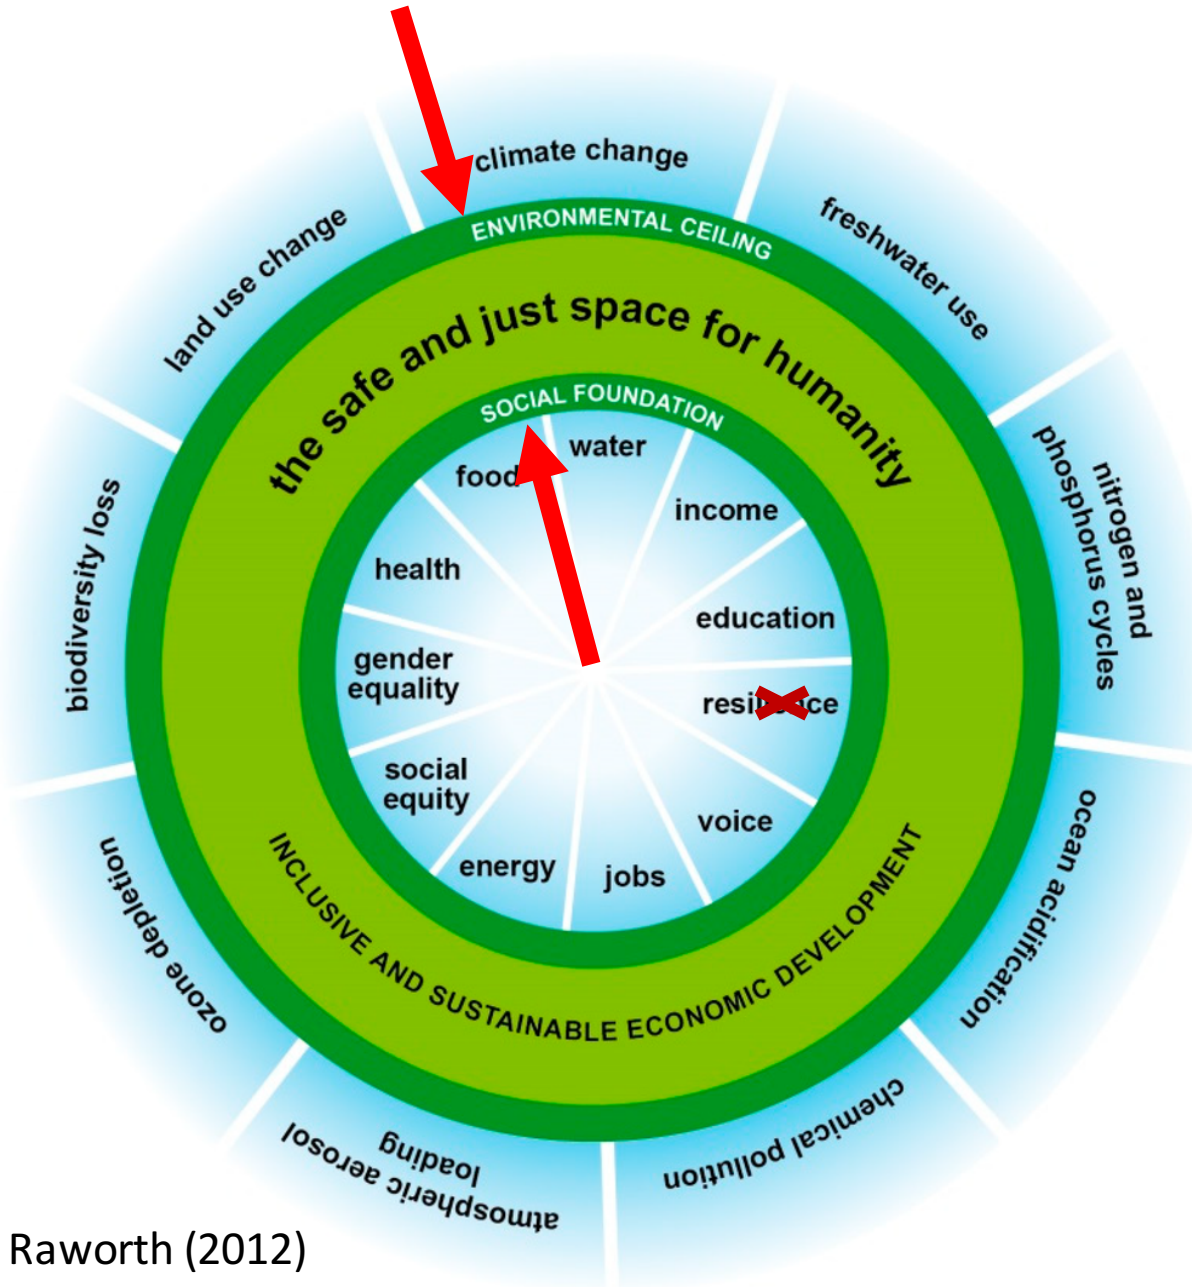 climate change
ENVIRONMENTAL CEILING
freshwater use
land use change
the safe and just space for humanity
SOCIAL FOUNDATION
water
food
income
nitrogen and
phosphorus cycles
biodiversity loss
health
education
gender
equality
resilience
social
equity
voice
energy
jobs
ocean acidification
ozone depletion
INCLUSIVE AND SUSTAINABLE ECONOMIC DEVELOPMENT
chemical pollution
atmospheric aerosol
loading
Raworth (2012)